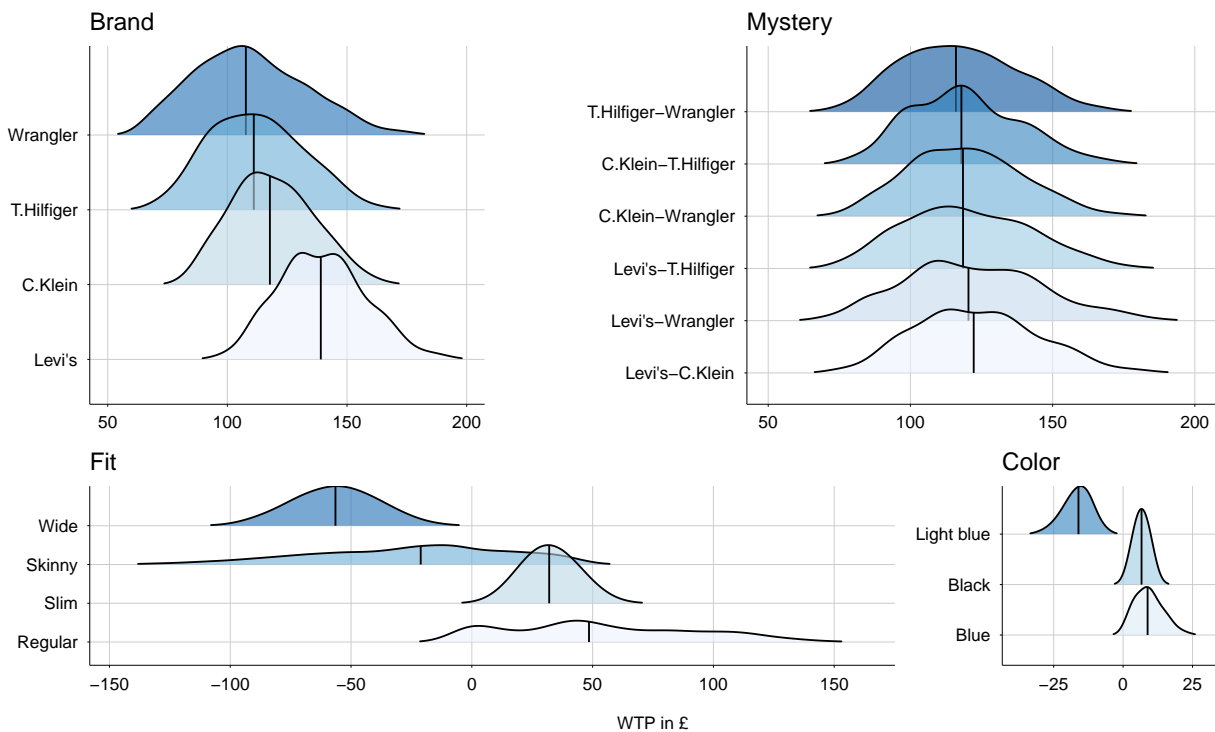 Brand
Wrangler
T.Hilfiger
C.Klein
Levi's
50 100 150 200
Mystery
T.Hilfiger−Wrangler
C.Klein−T.Hilfiger
C.Klein−Wrangler
Levi's−T.Hilfiger
Levi's−Wrangler
Levi's−C.Klein
50 100 150 200
Fit
Wide
Skinny
Slim
Regular
−150 −100 −50 0 50 100 150
Color
Light blue
Black
Blue
−25 0 25
WTP in £